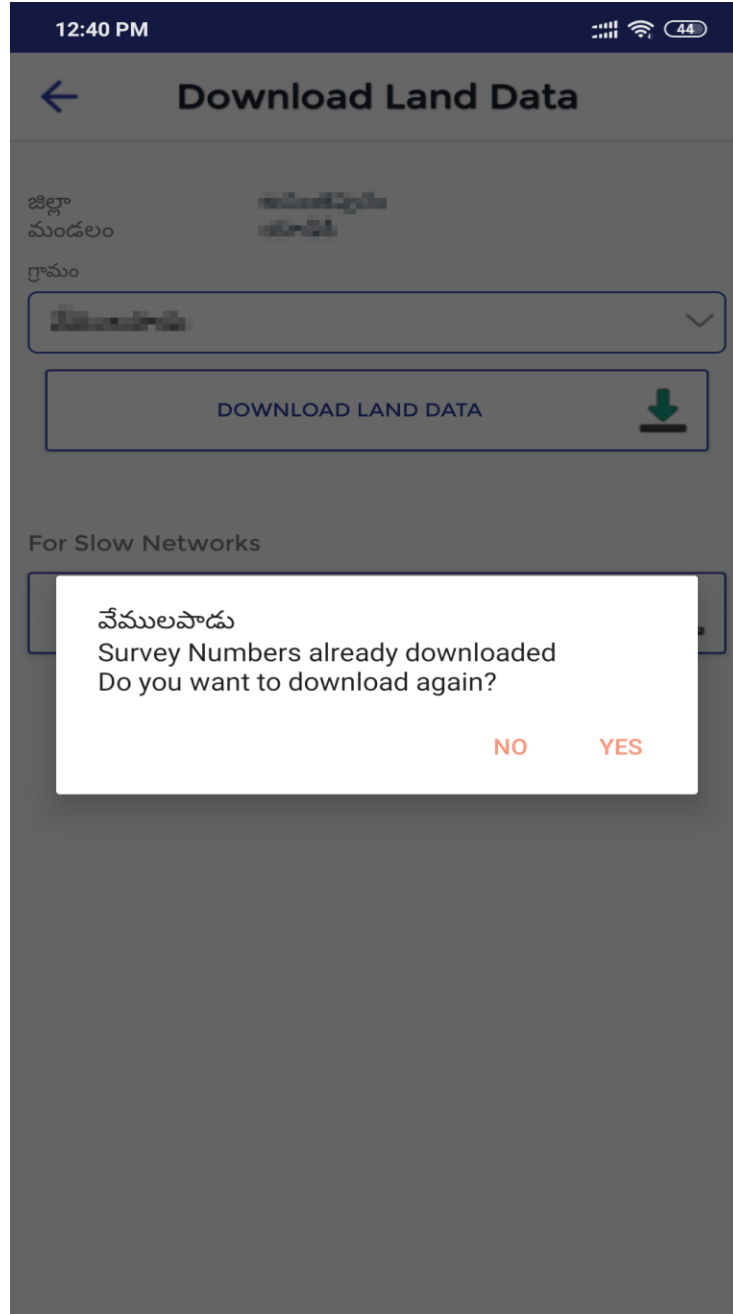 12:40 PM
44
Download Land Data
జిల్లా
మండలం
గ్రామం
DOWNLOAD LAND DATA
For Slow Networks
వేములపాడు
Survey Numbers already downloaded
Do you want to download again?
NO YES